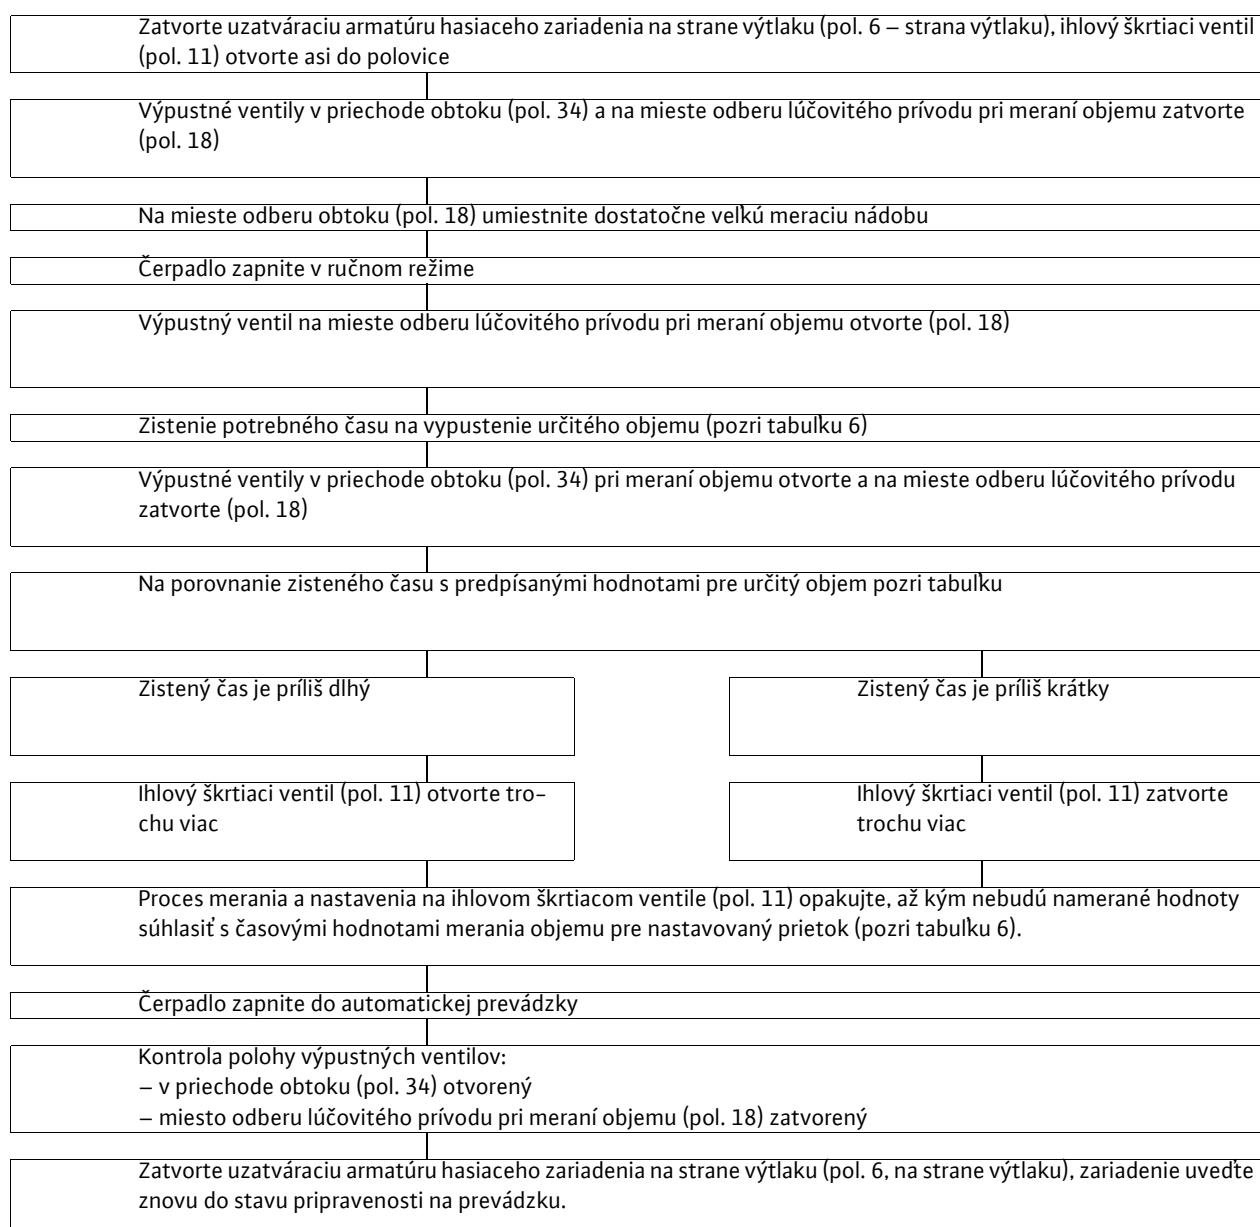 Zatvorte uzatváraciu armatúru hasiaceho zariadenia na strane výtlaku (pol. 6 – strana výtlaku), ihlový škrtiaci ventil
(pol. 11) otvorte asi do polovice
Výpustné ventily v priechode obtoku (pol. 34) a na mieste odberu lúčovitého prívodu pri meraní objemu zatvorte
(pol. 18)
Na mieste odberu obtoku (pol. 18) umiestnite dostatočne veľkú meraciu nádobu
Čerpadlo zapnite v ručnom režime
Výpustný ventil na mieste odberu lúčovitého prívodu pri meraní objemu otvorte (pol. 18)
Zistenie potrebného času na vypustenie určitého objemu (pozri tabuľku 6)
Výpustné ventily v priechode obtoku (pol. 34) pri meraní objemu otvorte a na mieste odberu lúčovitého prívodu
zatvorte (pol. 18)
Na porovnanie zisteného času s predpísanými hodnotami pre určitý objem pozri tabuľku
Zistený čas je príliš dlhý
Zistený čas je príliš krátky
Ihlový škrtiaci ventil (pol. 11) otvorte tro-
chu viac
Ihlový škrtiaci ventil (pol. 11) zatvorte
trochu viac
Proces merania a nastavenia na ihlovom škrtiacom ventile (pol. 11) opakujte, až kým nebudú namerané hodnoty
súhlasiť s časovými hodnotami merania objemu pre nastavovaný prietok (pozri tabuľku 6).
Čerpadlo zapnite do automatickej prevádzky
Kontrola polohy výpustných ventilov:
– v priechode obtoku (pol. 34) otvorený
– miesto odberu lúčovitého prívodu pri meraní objemu (pol. 18) zatvorený
Zatvorte uzatváraciu armatúru hasiaceho zariadenia na strane výtlaku (pol. 6, na strane výtlaku), zariadenie uveďte
znovu do stavu pripravenosti na prevádzku.